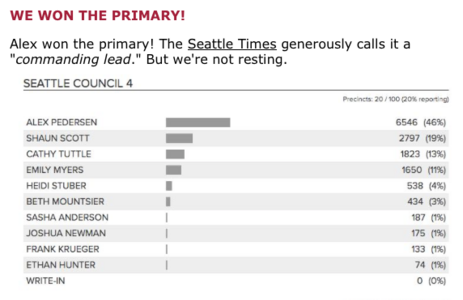 WE WON THE PRIMARY!
Alex won the primary! The Seattle Times generously calls it a
"commanding lead." But we're not resting.
SEATTLE COUNCIL 4
Precincts: 20 / 100 (20% reporting)
ALEX PEDERSEN 6546 (46%)
SHAUN SCOTT 2797 (19%)
CATHY TUTTLE 1823 (13%)
EMILY MYERS 1650 (11%)
HEIDI STUBER 538 (4%)
BETH MOUNTSIER 434 (3%)
SASHA ANDERSON 187 (1%)
JOSHUA NEWMAN 175 (1%)
FRANK KRUEGER 133 (1%)
ETHAN HUNTER 74 (1%)
WRITE-IN 0 (0%)